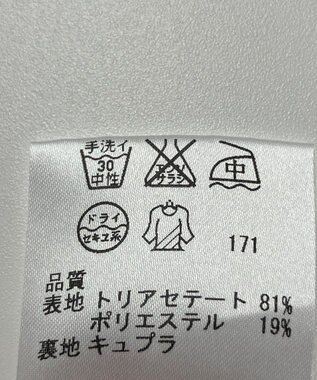 手洗イ
30
中性
エンソ
サラシ
中
ドライ
セキユ系
171
品質
表地 トリアセテート 81%
ポリエステル 19%
裏地 キュプラ